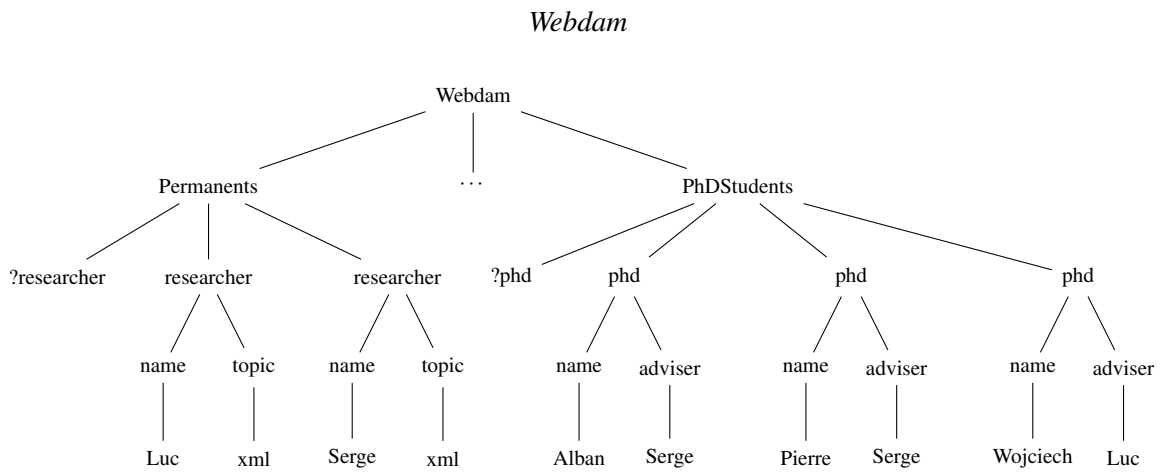 Webdam
Webdam
Permanents ... PhDStudents
?researcher researcher researcher ?phd phd phd phd
name topic name topic name adviser name adviser name adviser
Luc xml Serge xml Alban Serge Pierre Serge Wojciech Luc